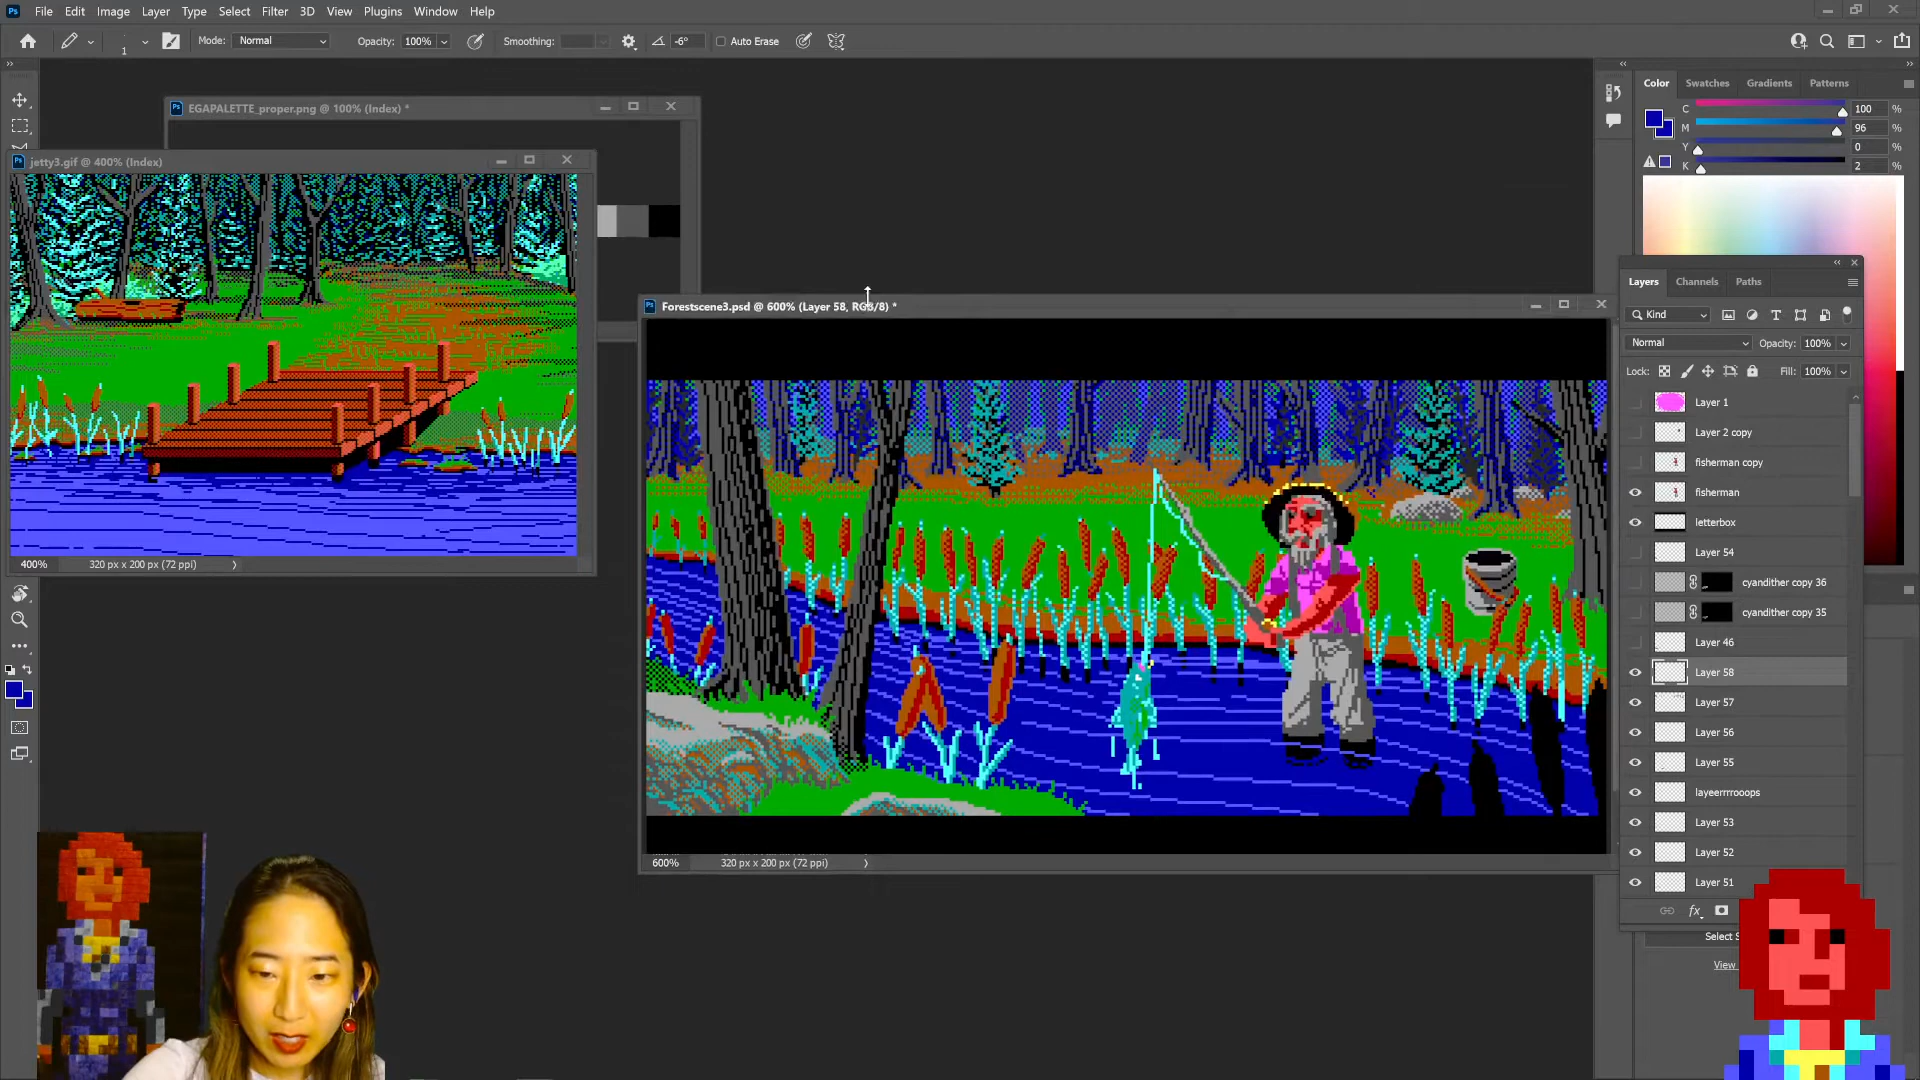 Ps File Edit Image Layer Type Select Filter 3D View Plugins Window Help
1 Mode: Normal Opacity: 100% Smoothing: -6° Auto Erase
EGAPALETTE_proper.png @ 100% (Index) *
jetty3.gif @ 400% (Index)
400% 320 px x 200 px (72 ppi)
Forestscene3.psd @ 600% (Layer 58, RGB/8) *
600% 320 px x 200 px (72 ppi)
Color Swatches Gradients Patterns
C 100 %
M 96 %
Y 0 %
K 2 %
Layers Channels Paths
Kind
Normal Opacity: 100%
Lock: Fill: 100%
Layer 1
Layer 2 copy
fisherman copy
fisherman
letterbox
Layer 54
cyandither copy 36
cyandither copy 35
Layer 46
Layer 58
Layer 57
Layer 56
Layer 55
layeerrrrooops
Layer 53
Layer 52
Layer 51
fx
Select S
View